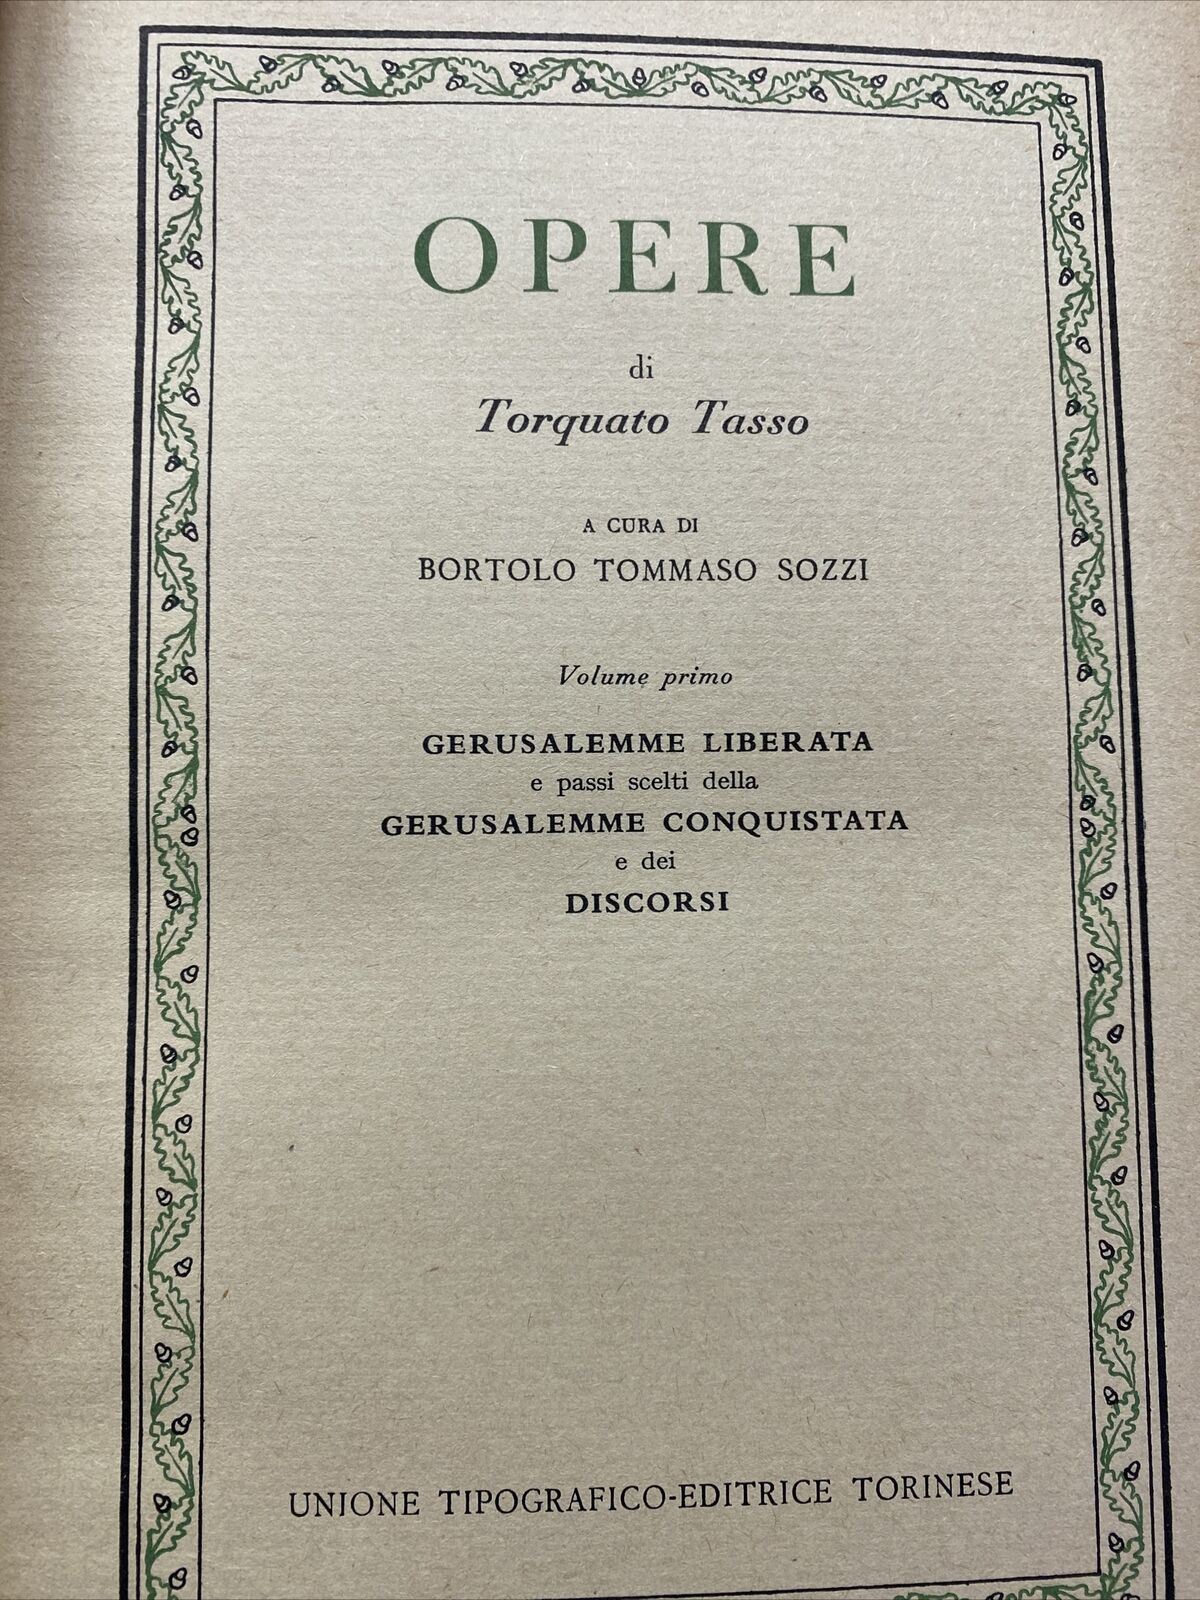 OPERE
di
Torquato Tasso
A CURA DI
BORTOLO TOMMASO SOZZI
Volume primo
GERUSALEMME LIBERATA
e passi scelti della
GERUSALEMME CONQUISTATA
e dei
DISCORSI
UNIONE TIPOGRAFICO-EDITRICE TORINESE